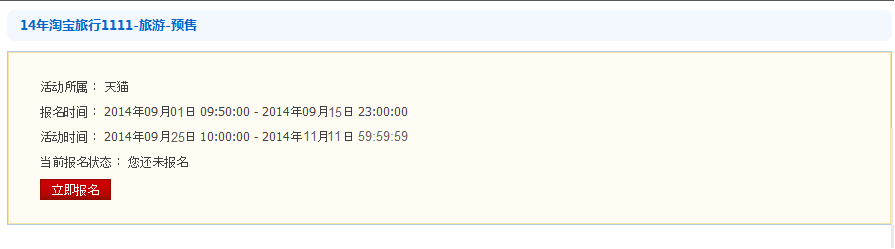 14年淘宝旅行1111-旅游-预售
活动所属： 天猫
报名时间： 2014年09月01日 09:50:00 - 2014年09月15日 23:00:00
活动时间： 2014年09月25日 10:00:00 - 2014年11月11日 59:59:59
当前报名状态： 您还未报名
立即报名